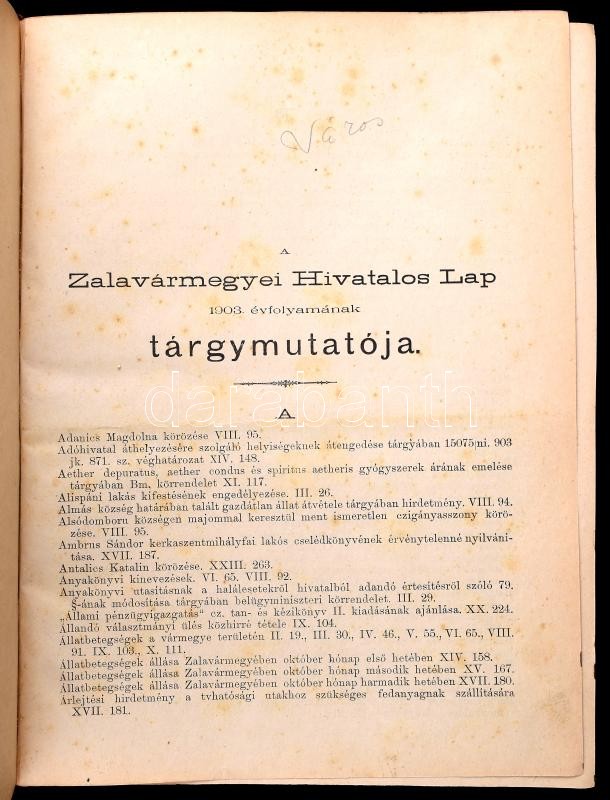 Város
A
Zalavármegyei Hivatalos Lap
1903. évfolyamának
tárgymutatója.
A
Adanics Magdolna körözése VIII. 95.
Adóhivatal áthelyezésére szolgáló helyiségeknek átengedése tárgyában 15075|ni. 903
jk. 871. sz. véghatározat XIV. 148.
Aether depuratus, aether condus és spiritus aetheris gyógyszerek árának emelése
tárgyában Bm, körrendelet XI. 117.
Alispáni lakás kifestésének engedélyezése. III. 26.
Almás község határában talált gazdátlan állat átvétele tárgyában hirdetmény. VIII. 94.
Alsódomboru községen majommal keresztül ment ismeretlen czigányasszony körö-
zése. VIII. 95.
Ambrus Sándor kerkaszentmihályfai lakós cselédkönyvének érvénytelenné nyilváni-
tása. XVII. 187.
Antalics Katalin körözése. XXIII. 263.
Anyakönyvi kinevezések. VI. 65. VIII. 92.
Anyakönyvi utasitásnak a halálesetekről hivatalból adandó értesitésről szóló 79.
§-ának módositása tárgyában belügyminiszteri körrendelet. III. 29.
„Állami pénzügyigazgatás" cz. tan- és kézikönyv II. kiadásának ajánlása. XX. 224.
Állandó választmányi ülés közhirré tétele IX. 104.
Állatbetegségek a vármegye területén II. 19., III. 30., IV. 46., V. 55., VI. 65., VIII.
91. IX. 103., X. 111.
Állatbetegségek állása Zalavármegyében október hónap első hetében XIV. 158.
Állatbetegségek állása Zalavármegyében október hónap második hetében XV. 167.
Állatbetegségek állása Zalavármegyében október hónap harmadik hetében XVII. 180.
Árlejtési hirdetmény a tvhatósági utakhoz szükséges fedanyagnak szállitására
XVII. 181.
darabanth